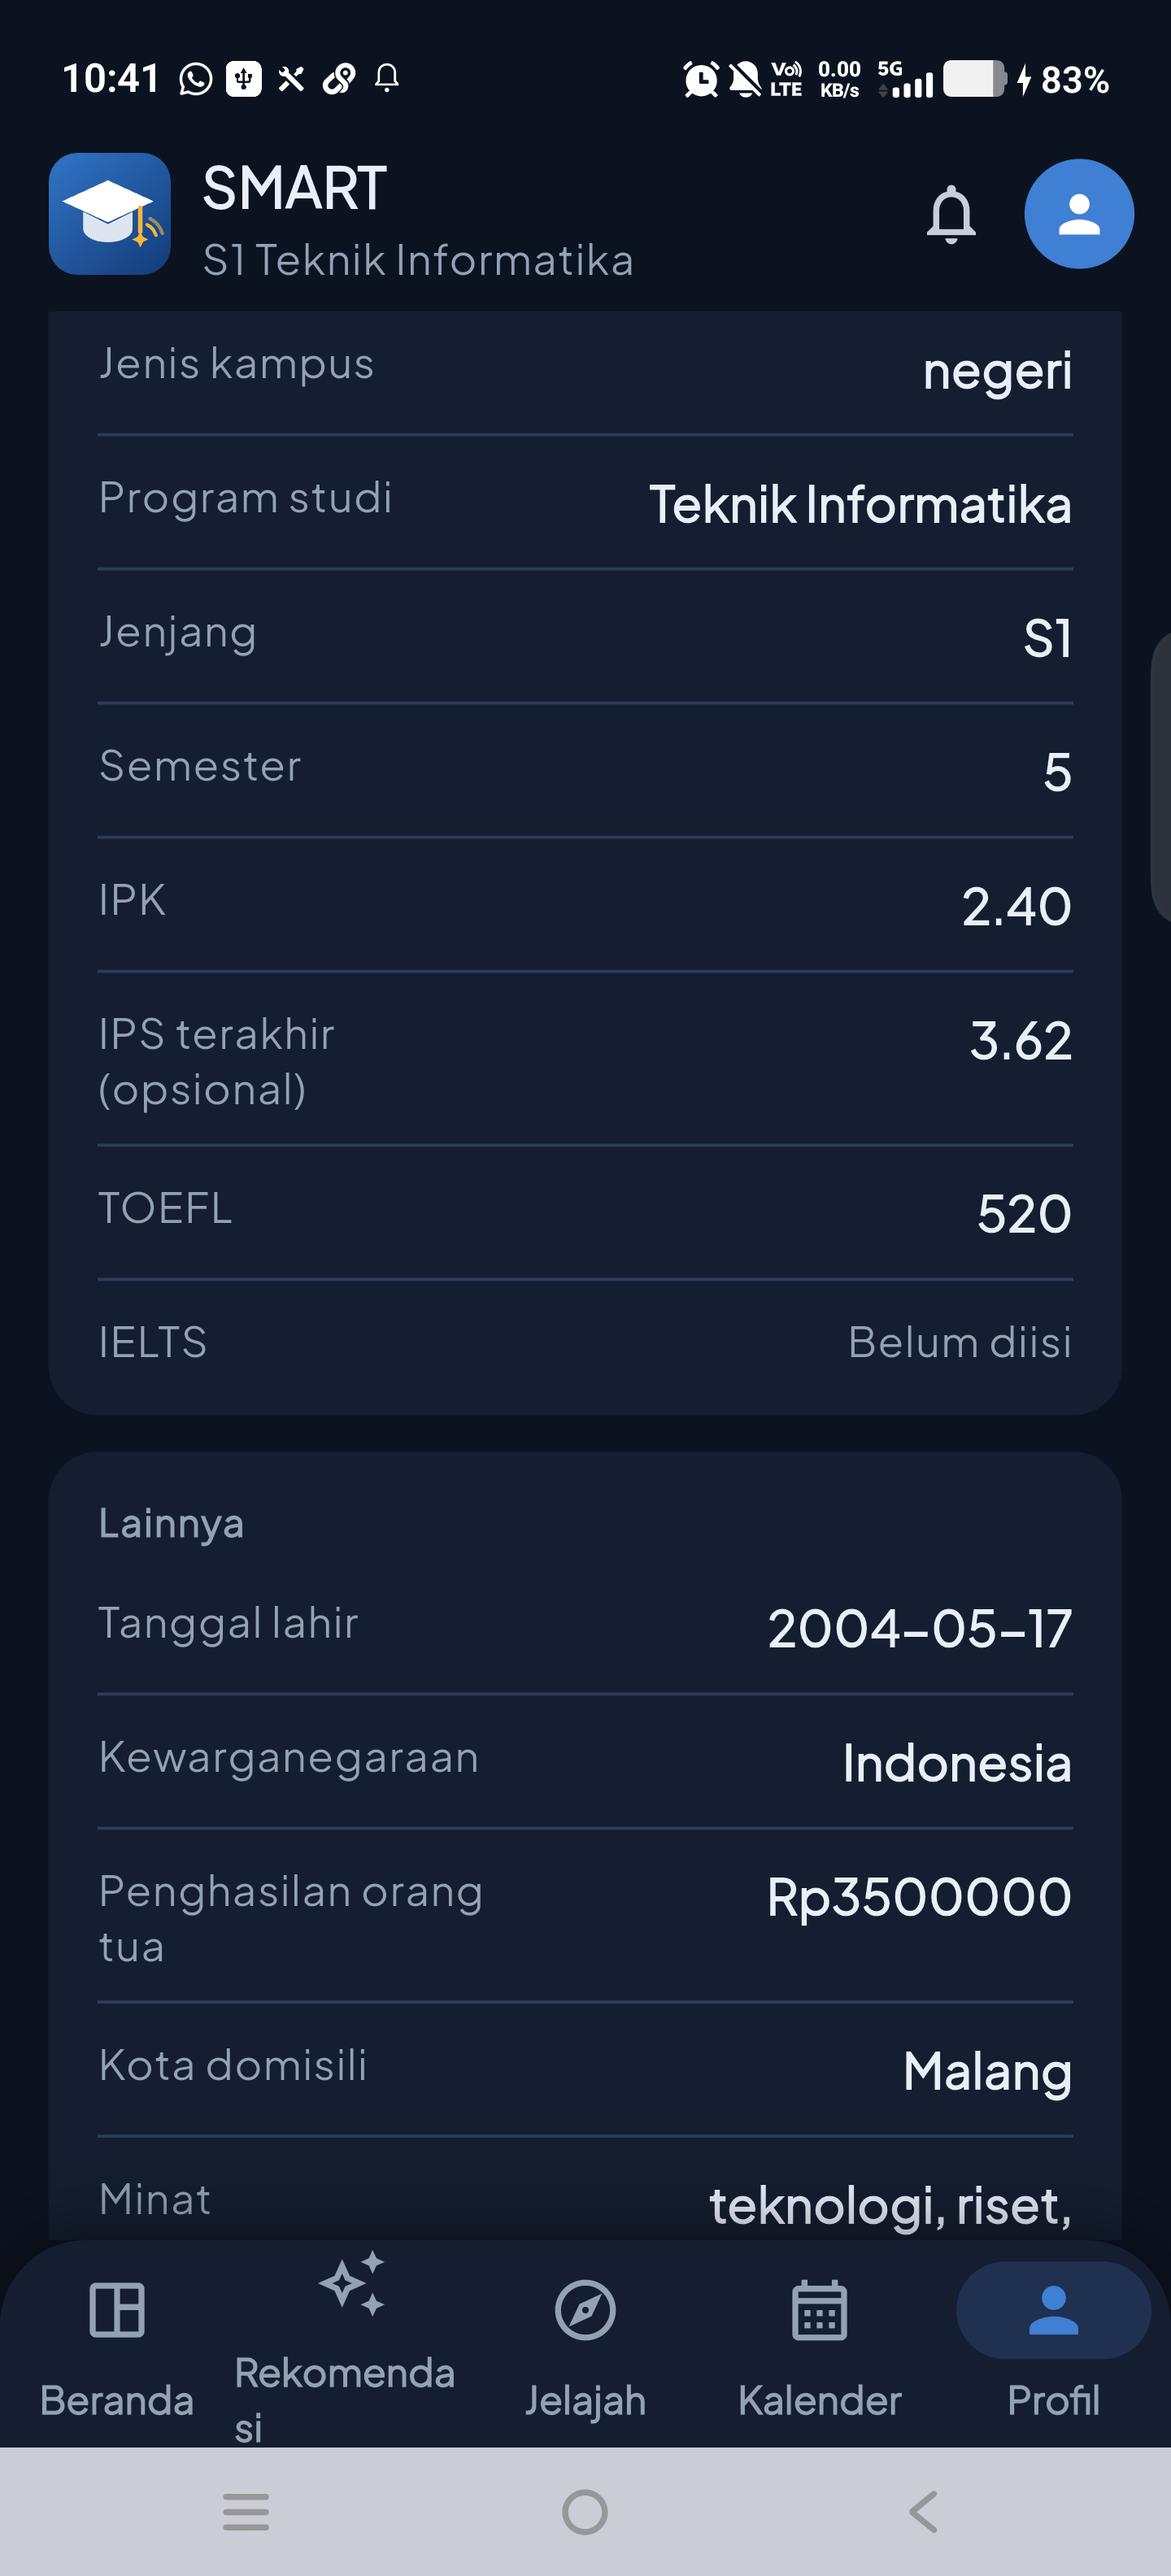 10:41
Vo) LTE
0.00 KB/s
5G
83%
SMART
S1 Teknik Informatika
Jenis kampus negeri
Program studi Teknik Informatika
Jenjang S1
Semester 5
IPK 2.40
IPS terakhir (opsional) 3.62
TOEFL 520
IELTS Belum diisi
Lainnya
Tanggal lahir 2004-05-17
Kewarganegaraan Indonesia
Penghasilan orang tua Rp3500000
Kota domisili Malang
Minat teknologi, riset,
Beranda
Rekomenda
si
Jelajah
Kalender
Profil